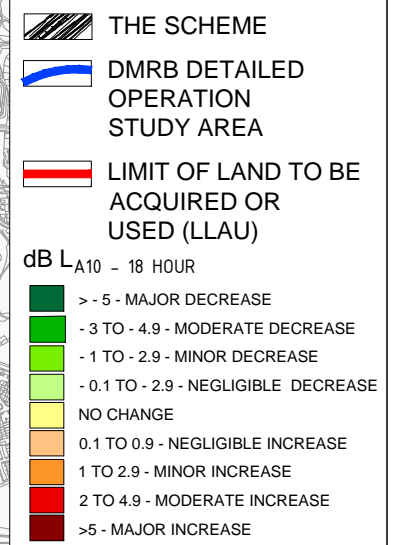 THE SCHEME
DMRB DETAILED
OPERATION
STUDY AREA
LIMIT OF LAND TO BE
ACQUIRED OR
USED (LLAU)
dB LA10 - 18 HOUR
> - 5 - MAJOR DECREASE
- 3 TO - 4.9 - MODERATE DECREASE
- 1 TO - 2.9 - MINOR DECREASE
- 0.1 TO - 2.9 - NEGLIGIBLE DECREASE
NO CHANGE
0.1 TO 0.9 - NEGLIGIBLE INCREASE
1 TO 2.9 - MINOR INCREASE
2 TO 4.9 - MODERATE INCREASE
>5 - MAJOR INCREASE